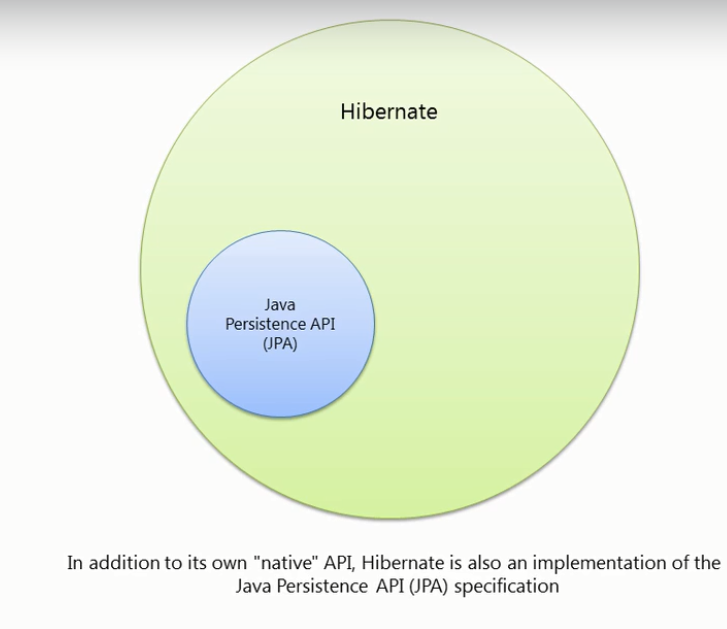 Hibernate
Java
Persistence API
(JPA)
In addition to its own "native" API, Hibernate is also an implementation of the
Java Persistence API (JPA) specification